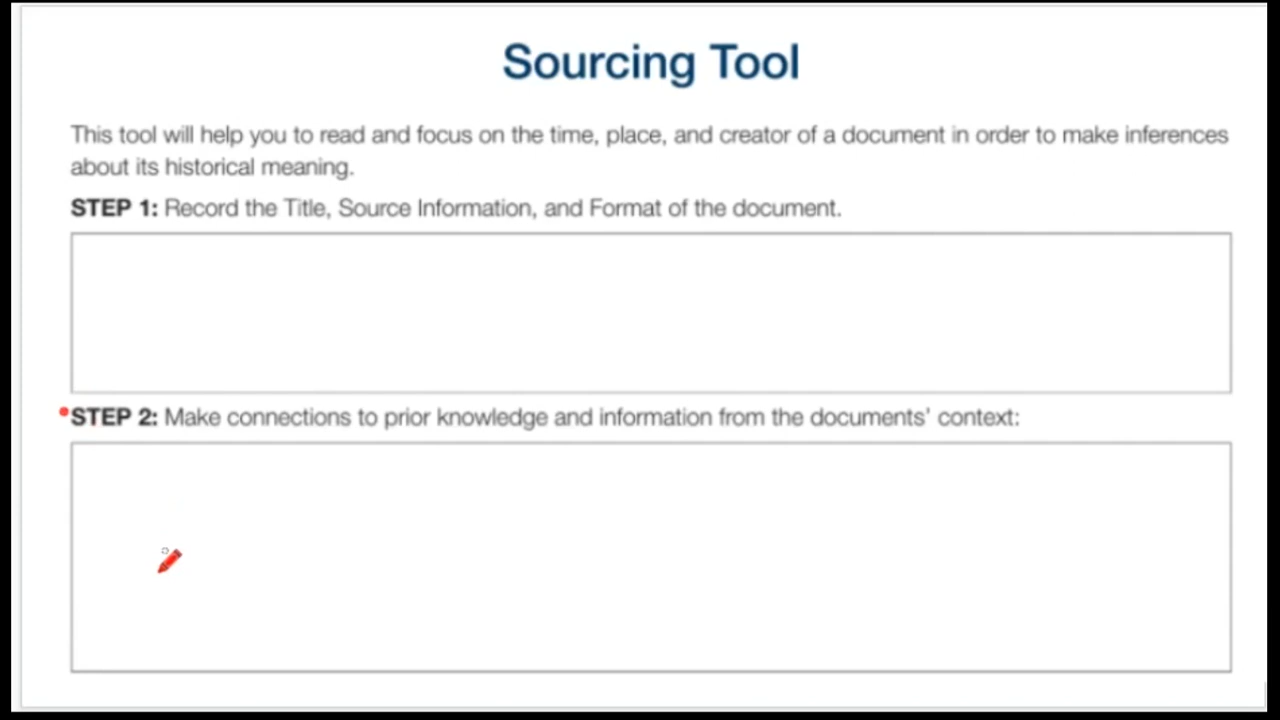 Sourcing Tool
This tool will help you to read and focus on the time, place, and creator of a document in order to make inferences
about its historical meaning.
STEP 1: Record the Title, Source Information, and Format of the document.
STEP 2: Make connections to prior knowledge and information from the documents' context: